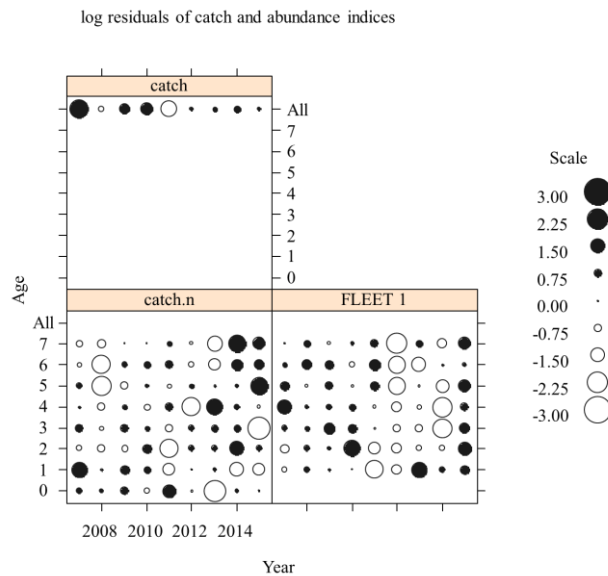 log residuals of catch and abundance indices
catch
All
7
6
5
4
3
2
1
0
Age
catch.n
FLEET 1
All
7
6
5
4
3
2
1
0
2008 2010 2012 2014
Year
Scale
3.00
2.25
1.50
0.75
0.00
-0.75
-1.50
-2.25
-3.00